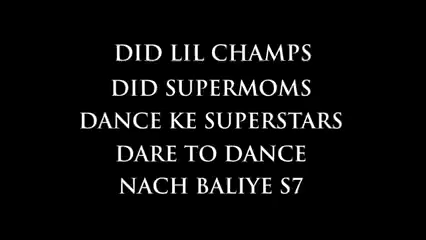 DID LIL CHAMPS
DID SUPERMOMS
DANCE KE SUPERSTARS
DARE TO DANCE
NACH BALIYE S7